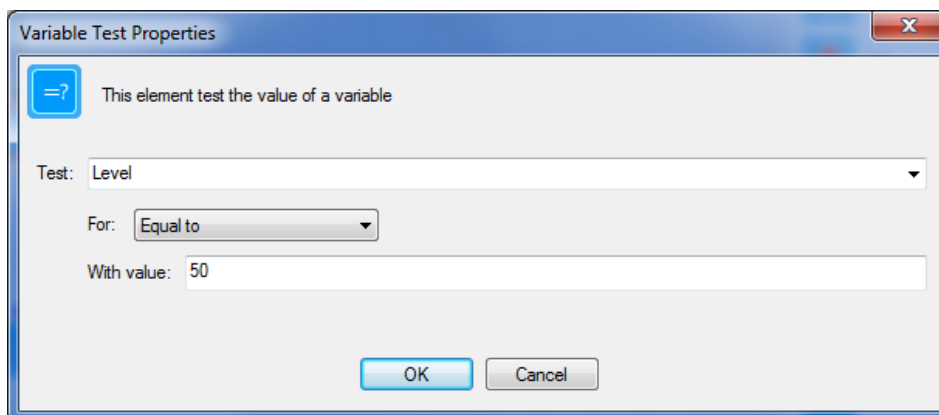 Variable Test Properties
=?
This element test the value of a variable
Test: Level
For: Equal to
With value: 50
OK Cancel